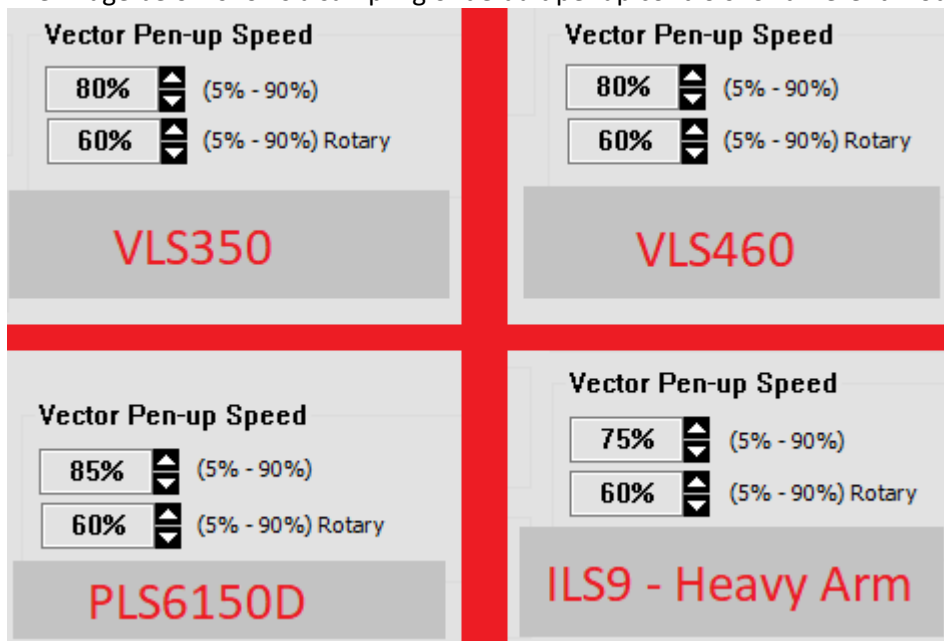 Vector Pen-up Speed
80% (5% - 90%)
60% (5% - 90%) Rotary
VLS350
Vector Pen-up Speed
80% (5% - 90%)
60% (5% - 90%) Rotary
VLS460
Vector Pen-up Speed
85% (5% - 90%)
60% (5% - 90%) Rotary
PLS6150D
Vector Pen-up Speed
75% (5% - 90%)
60% (5% - 90%) Rotary
ILS9 - Heavy Arm